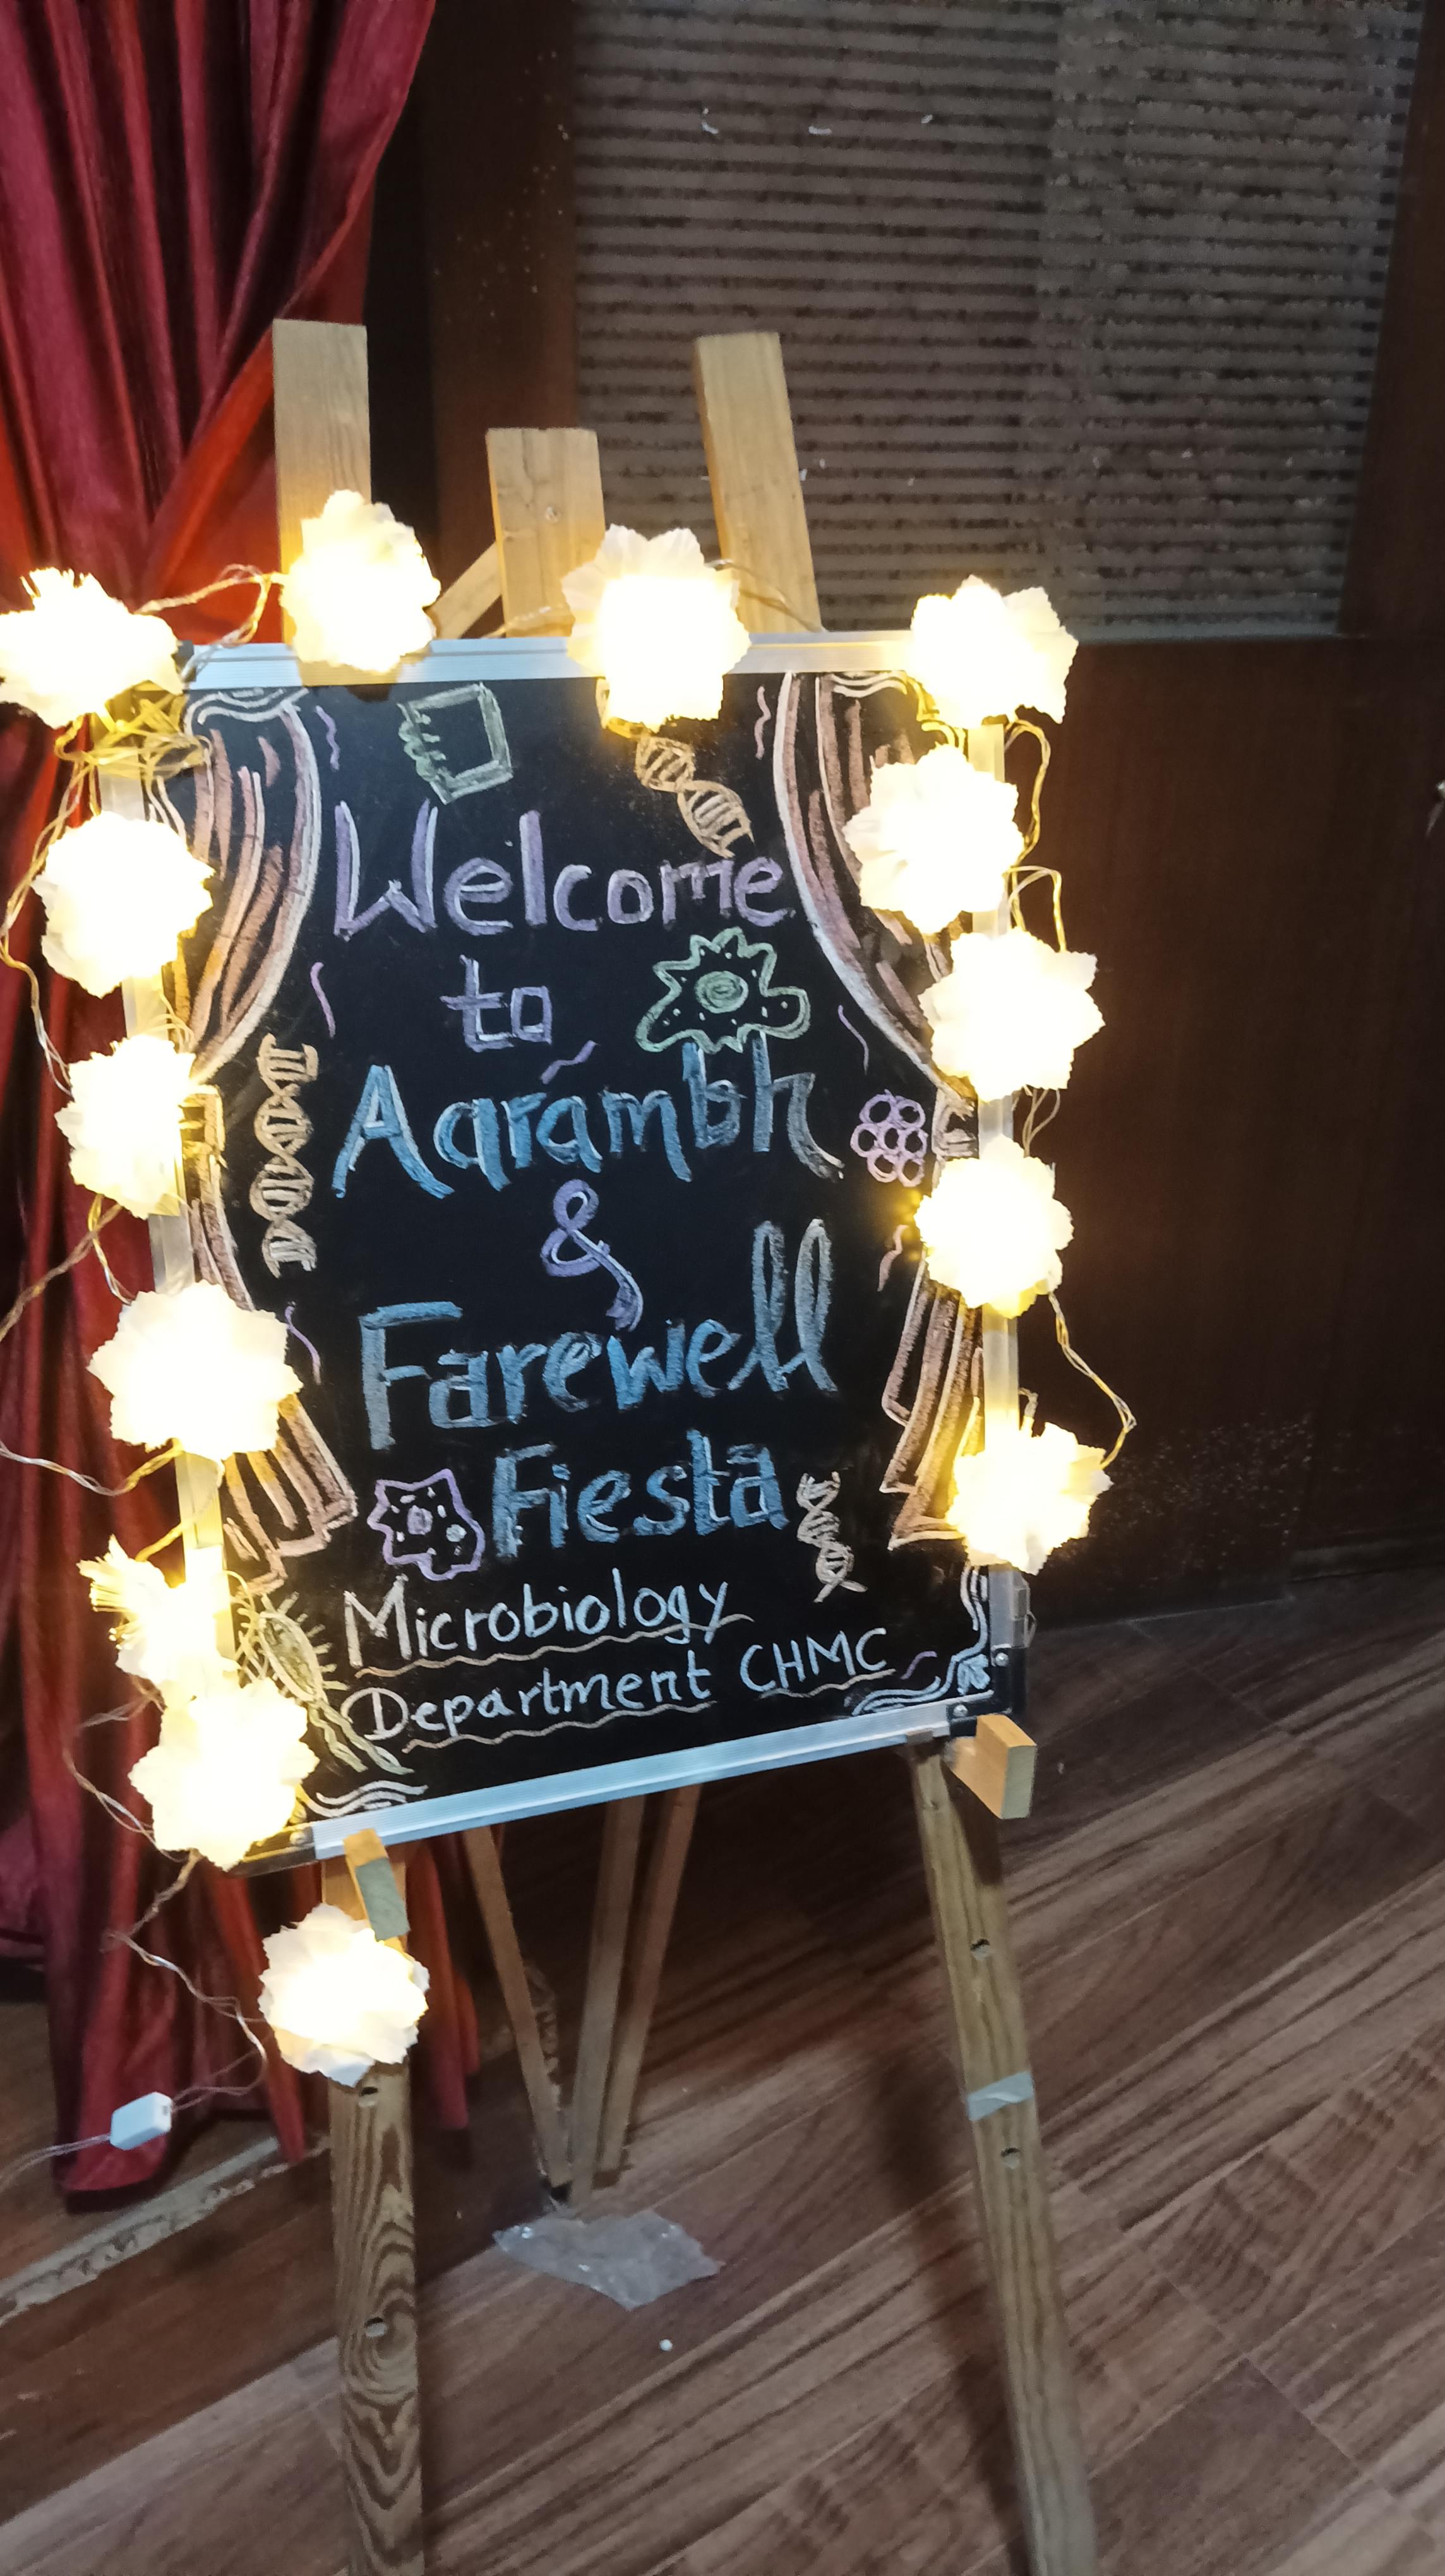 Welcome
to
Aarambh
&
Farewell
Fiesta
Microbiology
Department CHMC